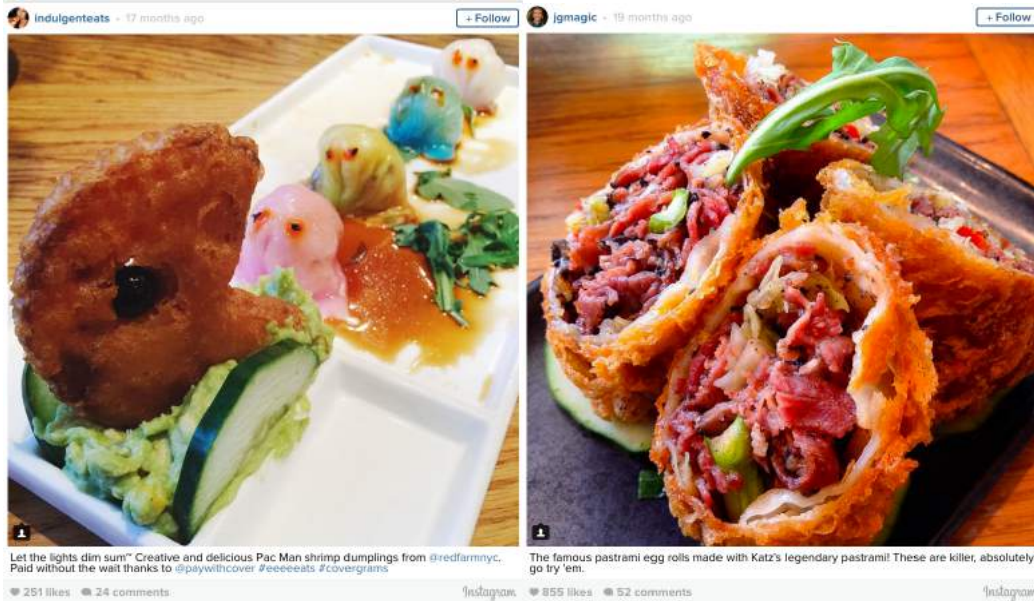 indulgenteats • 17 months ago
+ Follow
Let the lights dim sum~ Creative and delicious Pac Man shrimp dumplings from @redfarmnyc.
Paid without the wait thanks to @paywithcover #eeeeeats #covergrams
251 likes 24 comments
Instagram
jgmagic • 19 months ago
+ Follow
The famous pastrami egg rolls made with Katz's legendary pastrami! These are killer, absolutely
go try 'em.
855 likes 52 comments
Instagram